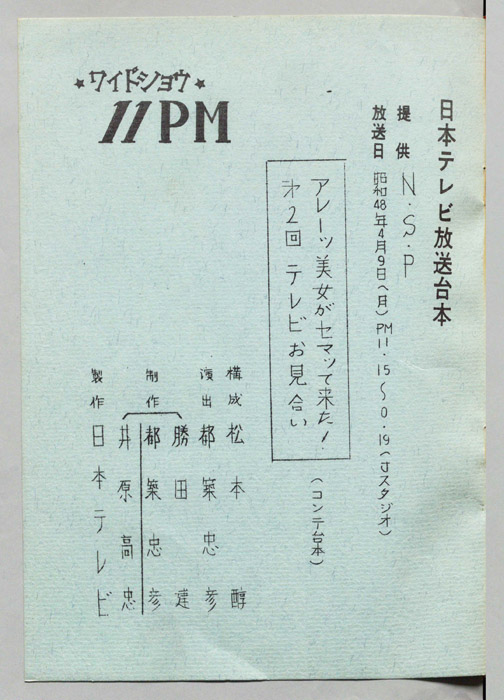 日本テレビ放送台本
提供 N・S・P
放送日 昭和48年4月9日(月)PM11・15〜0・19(Jスタジオ)
アレーッ美女がセマッて来た!
オ2回 テレビお見合い
(コンテ台本)
★ワイドショウ★
11PM
構成 松本 醇
演出 都築忠彦
勝田 建
制作 都築忠彦
井原高忠
製作 日本テレビ